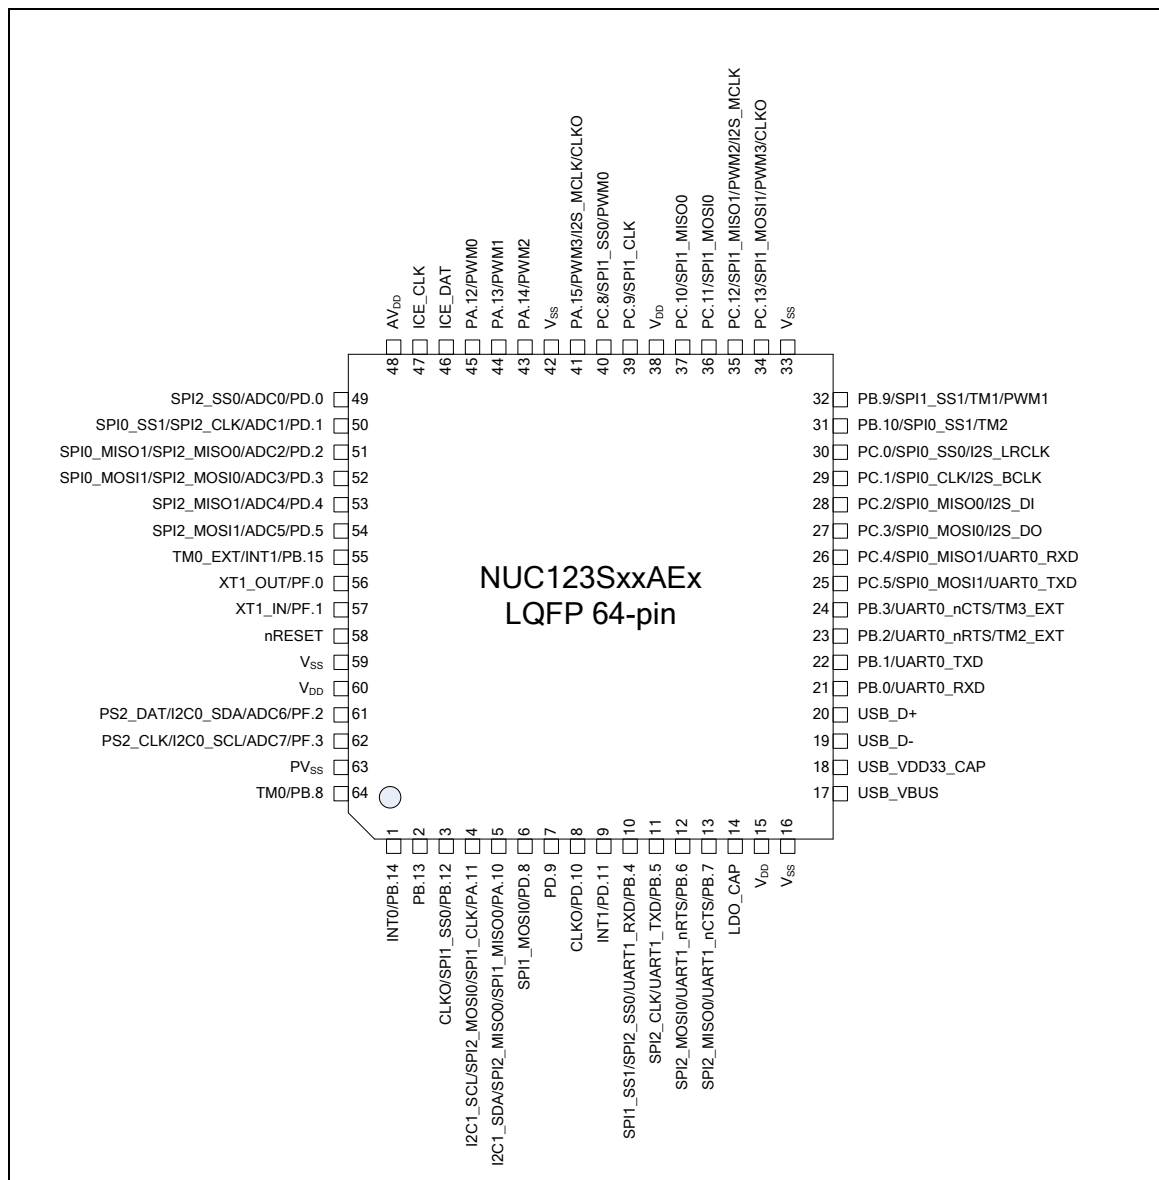 AVDD
ICE_CLK
ICE_DAT
PA.12/PWM0
PA.13/PWM1
PA.14/PWM2
VSS
PA.15/PWM3/I2S_MCLK/CLKO
PC.8/SPI1_SS0/PWM0
PC.9/SPI1_CLK
VDD
PC.10/SPI1_MISO0
PC.11/SPI1_MOSI0
PC.12/SPI1_MISO1/PWM2/I2S_MCLK
PC.13/SPI1_MOSI1/PWM3/CLKO
VSS
48
47
46
45
44
43
42
41
40
39
38
37
36
35
34
33
SPI2_SS0/ADC0/PD.0 49
SPI0_SS1/SPI2_CLK/ADC1/PD.1 50
SPI0_MISO1/SPI2_MISO0/ADC2/PD.2 51
SPI0_MOSI1/SPI2_MOSI0/ADC3/PD.3 52
SPI2_MISO1/ADC4/PD.4 53
SPI2_MOSI1/ADC5/PD.5 54
TM0_EXT/INT1/PB.15 55
XT1_OUT/PF.0 56
XT1_IN/PF.1 57
nRESET 58
VSS 59
VDD 60
PS2_DAT/I2C0_SDA/ADC6/PF.2 61
PS2_CLK/I2C0_SCL/ADC7/PF.3 62
PVSS 63
TM0/PB.8 64
NUC123SxxAEx
LQFP 64-pin
32 PB.9/SPI1_SS1/TM1/PWM1
31 PB.10/SPI0_SS1/TM2
30 PC.0/SPI0_SS0/I2S_LRCLK
29 PC.1/SPI0_CLK/I2S_BCLK
28 PC.2/SPI0_MISO0/I2S_DI
27 PC.3/SPI0_MOSI0/I2S_DO
26 PC.4/SPI0_MISO1/UART0_RXD
25 PC.5/SPI0_MOSI1/UART0_TXD
24 PB.3/UART0_nCTS/TM3_EXT
23 PB.2/UART0_nRTS/TM2_EXT
22 PB.1/UART0_TXD
21 PB.0/UART0_RXD
20 USB_D+
19 USB_D-
18 USB_VDD33_CAP
17 USB_VBUS
1
2
3
4
5
6
7
8
9
10
11
12
13
14
15
16
INT0/PB.14
PB.13
CLKO/SPI1_SS0/PB.12
I2C1_SCL/SPI2_MOSI0/SPI1_CLK/PA.11
I2C1_SDA/SPI2_MISO0/SPI1_MISO0/PA.10
SPI1_MOSI0/PD.8
PD.9
CLKO/PD.10
INT1/PD.11
SPI1_SS1/SPI2_SS0/UART1_RXD/PB.4
SPI2_CLK/UART1_TXD/PB.5
SPI2_MOSI0/UART1_nRTS/PB.6
SPI2_MISO0/UART1_nCTS/PB.7
LDO_CAP
VDD
VSS